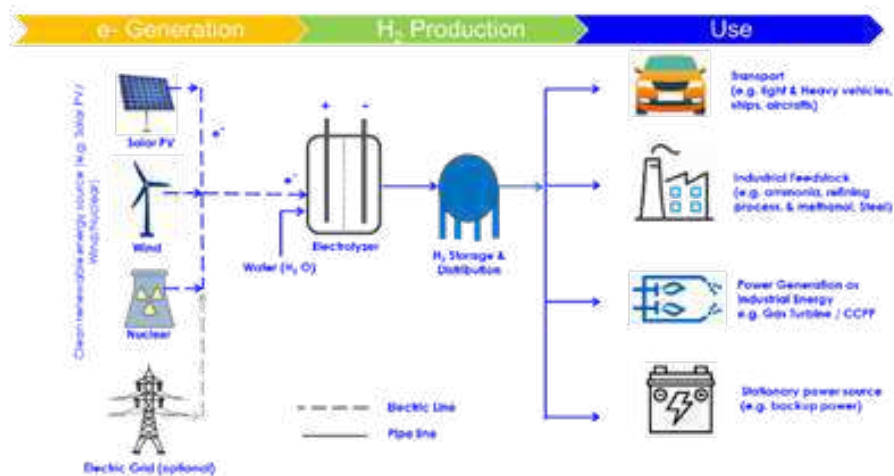 e- Generation
H2 Production
Use
Clean renewable energy source (e.g. Solar PV /
Wind/Nuclear)
Solar PV
Wind
Nuclear
Electric Grid (optional)
e-
e-
+ -
Electrolyzer
Water (H2 O)
H2 Storage &
Distribution
Electric Line
Pipe line
Transport
(e.g. light & Heavy vehicles,
ships, aircrafts)
Industrial Feedstock
(e.g. ammonia, refining
process, & methanol, Steel)
Power Generation as
Industrial Energy
e.g. Gas Turbine / CCPP
Stationary power source
(e.g. backup power)